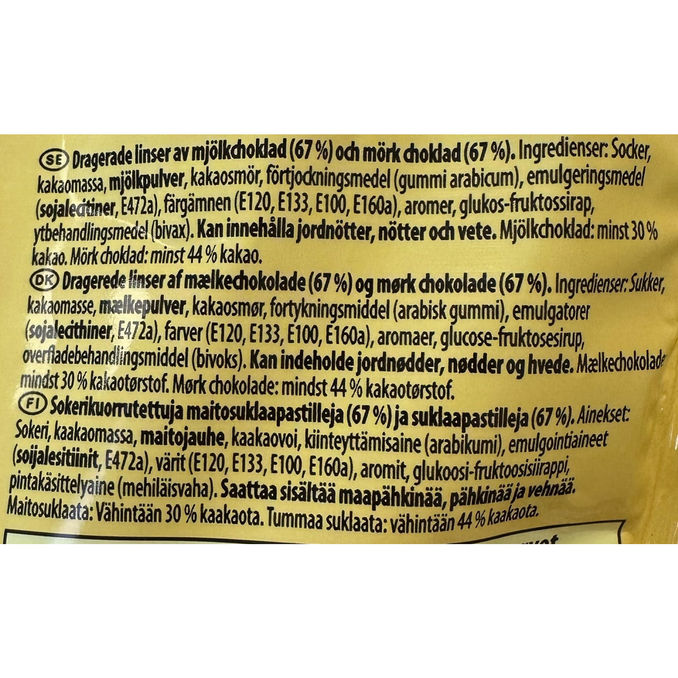 SE Dragerade linser av mjölkchoklad (67 %) och mörk choklad (67 %). Ingredienser: Socker,
kakaomassa, mjölkpulver, kakaosmör, förtjockningsmedel (gummi arabicum), emulgeringsmedel
(sojalecitiner, E472a), färgämnen (E120, E133, E100, E160a), aromer, glukos-fruktossirap,
ytbehandlingsmedel (bivax). Kan innehålla jordnötter, nötter och vete. Mjölkchoklad: minst 30 %
kakao. Mörk choklad: minst 44 % kakao.
DK Dragerede linser af mælkechokolade (67 %) og mørk chokolade (67 %). Ingredienser: Sukker,
kakaomasse, mælkepulver, kakaosmør, fortykningsmiddel (arabisk gummi), emulgatorer
(sojalecithiner, E472a), farver (E120, E133, E100, E160a), aromaer, glucose-fruktosesirup,
overfladebehandlingsmiddel (bivoks). Kan indeholde jordnødder, nødder og hvede. Mælkechokolade
mindst 30 % kakaotørstof. Mørk chokolade: mindst 44 % kakaotørstof.
FI Sokerikuorrutettuja maitosuklaapastilleja (67 %) ja suklaapastilleja (67 %). Ainekset:
Sokeri, kaakaomassa, maitojauhe, kaakaovoi, kiinteyttämisaine (arabikumi), emulgointiaineet
(soijalesitiinit, E472a), värit (E120, E133, E100, E160a), aromit, glukoosi-fruktoosisiirappi,
pintakäsittelyaine (mehiläisvaha). Saattaa sisältää maapähkinää, pähkinää ja vehnää.
Maitosuklaata: Vähintään 30 % kaakaota. Tummaa suklaata: vähintään 44 % kaakaota.